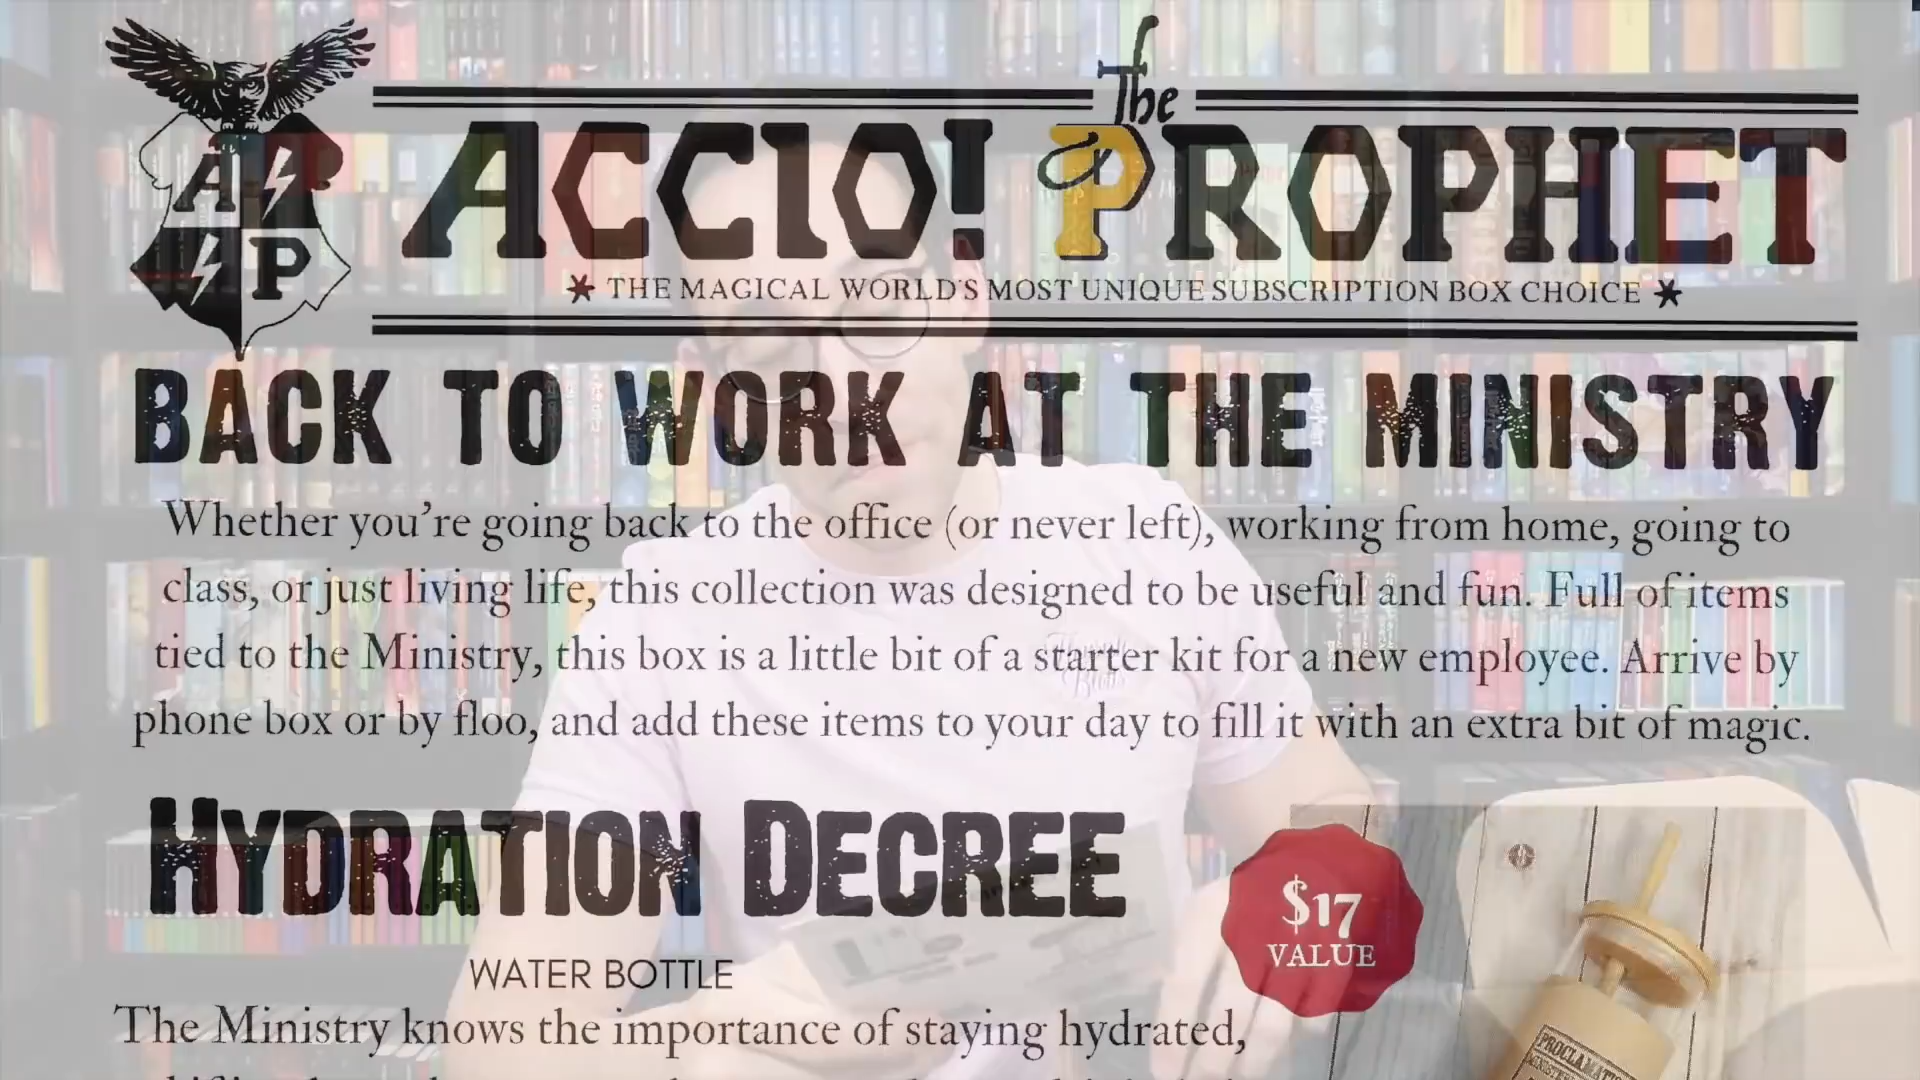 The
ACCIO! PROPHET
A
P
THE MAGICAL WORLD'S MOST UNIQUE SUBSCRIPTION BOX CHOICE
BACK TO WORK AT THE MINISTRY
Whether you're going back to the office (or never left), working from home, going to
class, or just living life, this collection was designed to be useful and fun. Full of items
tied to the Ministry, this box is a little bit of a starter kit for a new employee. Arrive by
phone box or by floo, and add these items to your day to fill it with an extra bit of magic.
HYDRATION DECREE
WATER BOTTLE
$17
VALUE
The Ministry knows the importance of staying hydrated,